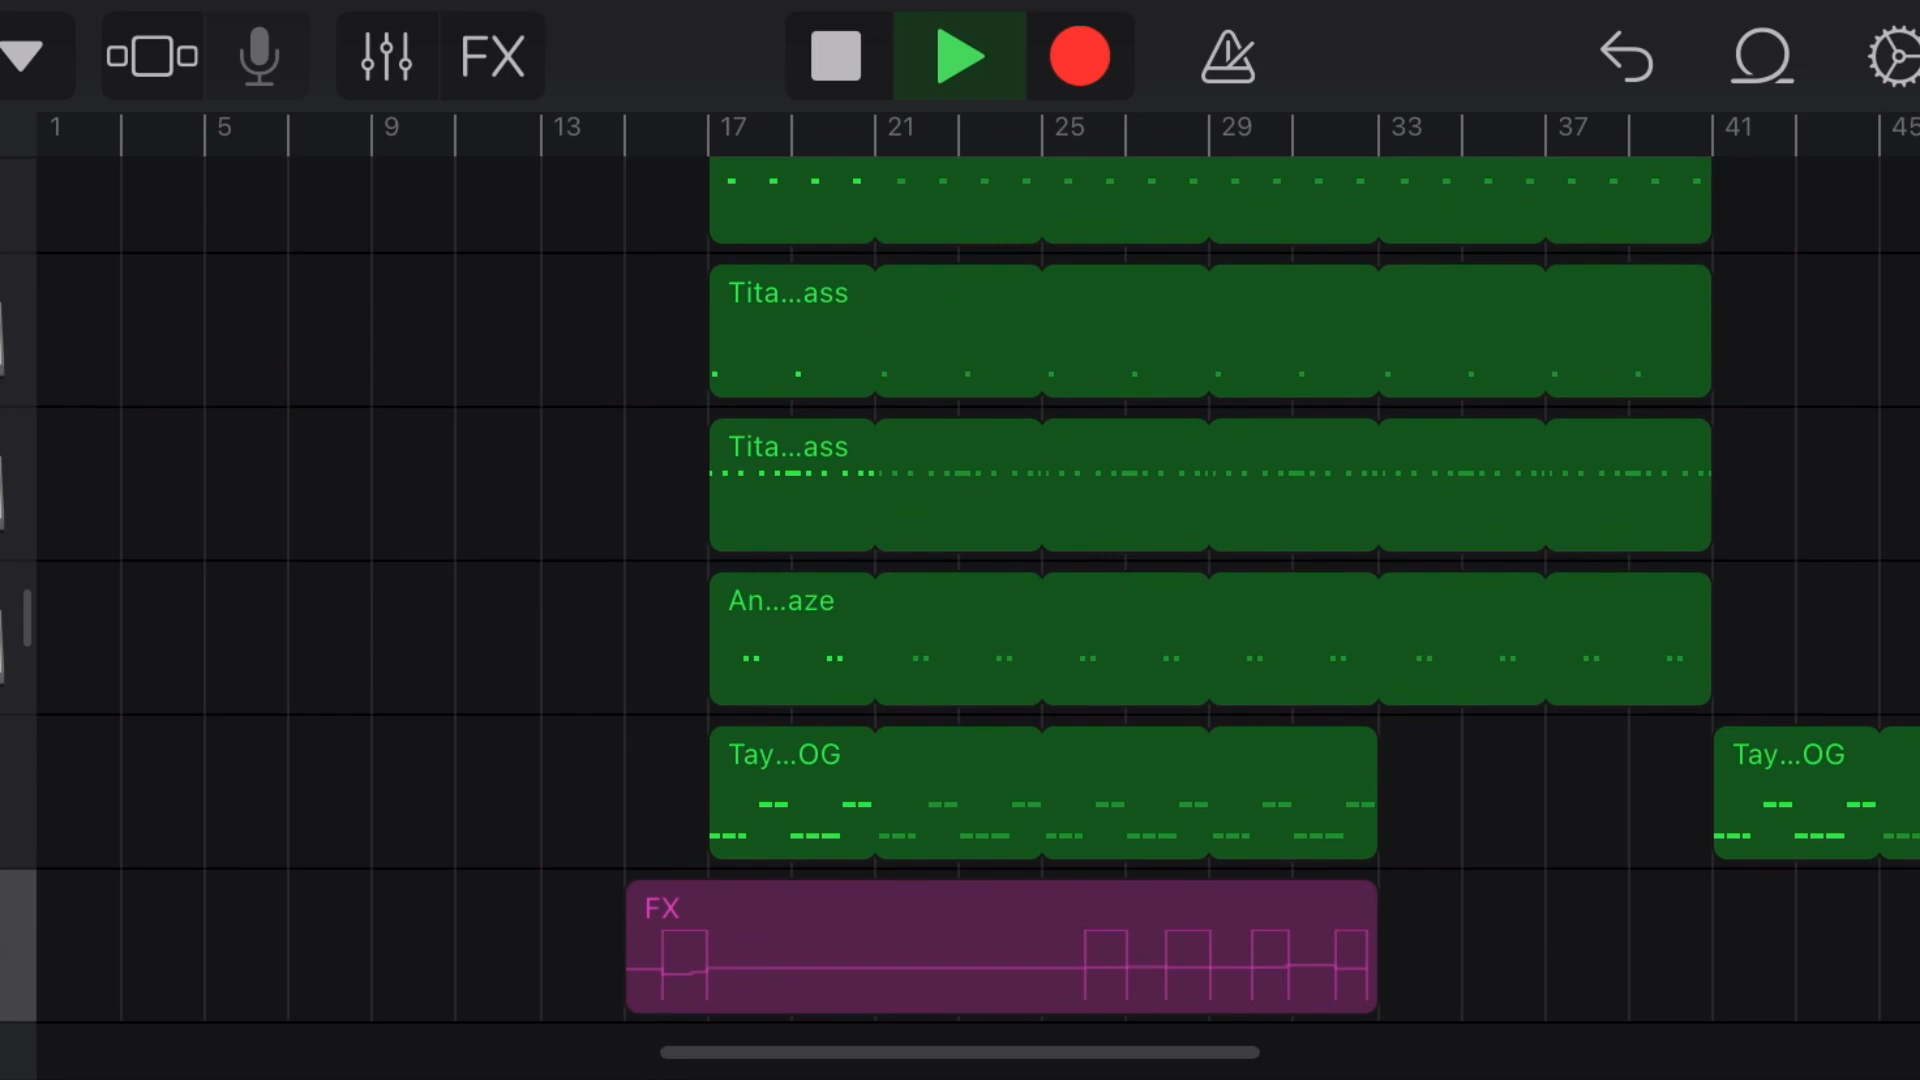 FX
1 5 9 13 17 21 25 29 33 37 41 45
Tita...ass
Tita...ass
An...aze
Tay...OG Tay...OG
FX